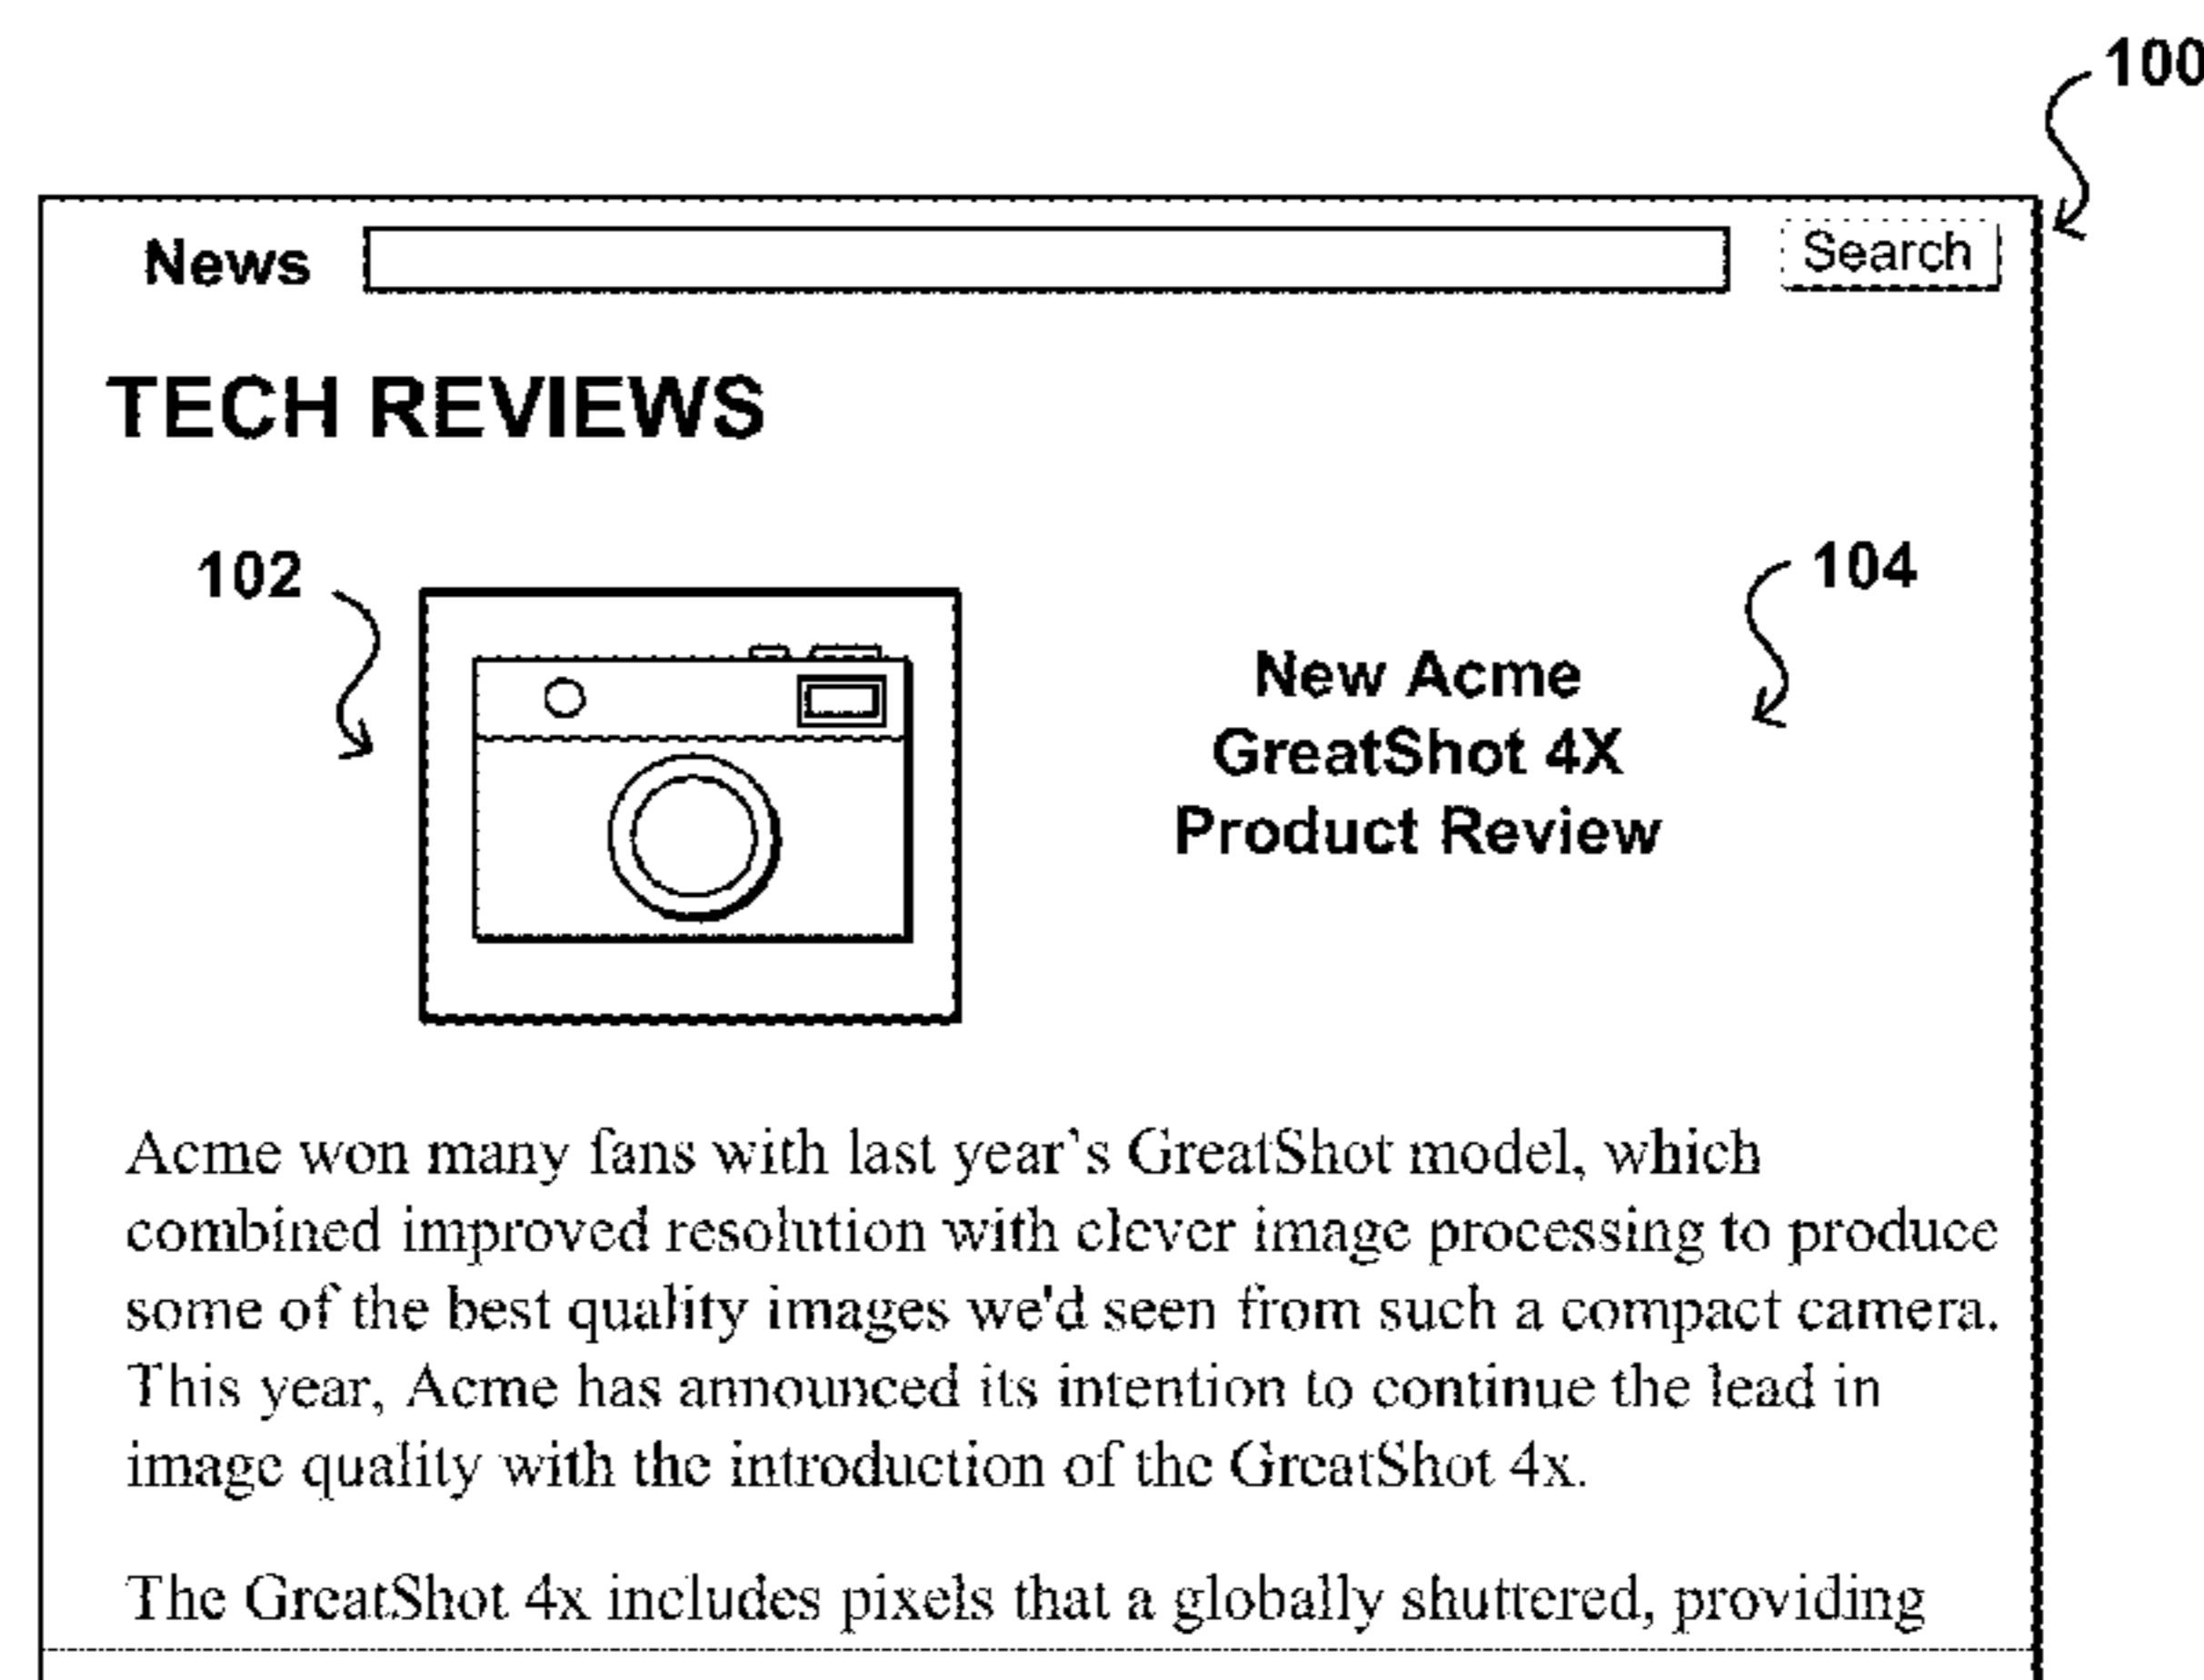 100
News Search
TECH REVIEWS
102
104
New Acme
GreatShot 4X
Product Review
Acme won many fans with last year's GreatShot model, which
combined improved resolution with clever image processing to produce
some of the best quality images we'd seen from such a compact camera.
This year, Acme has announced its intention to continue the lead in
image quality with the introduction of the GreatShot 4x.
The GreatShot 4x includes pixels that a globally shuttered, providing